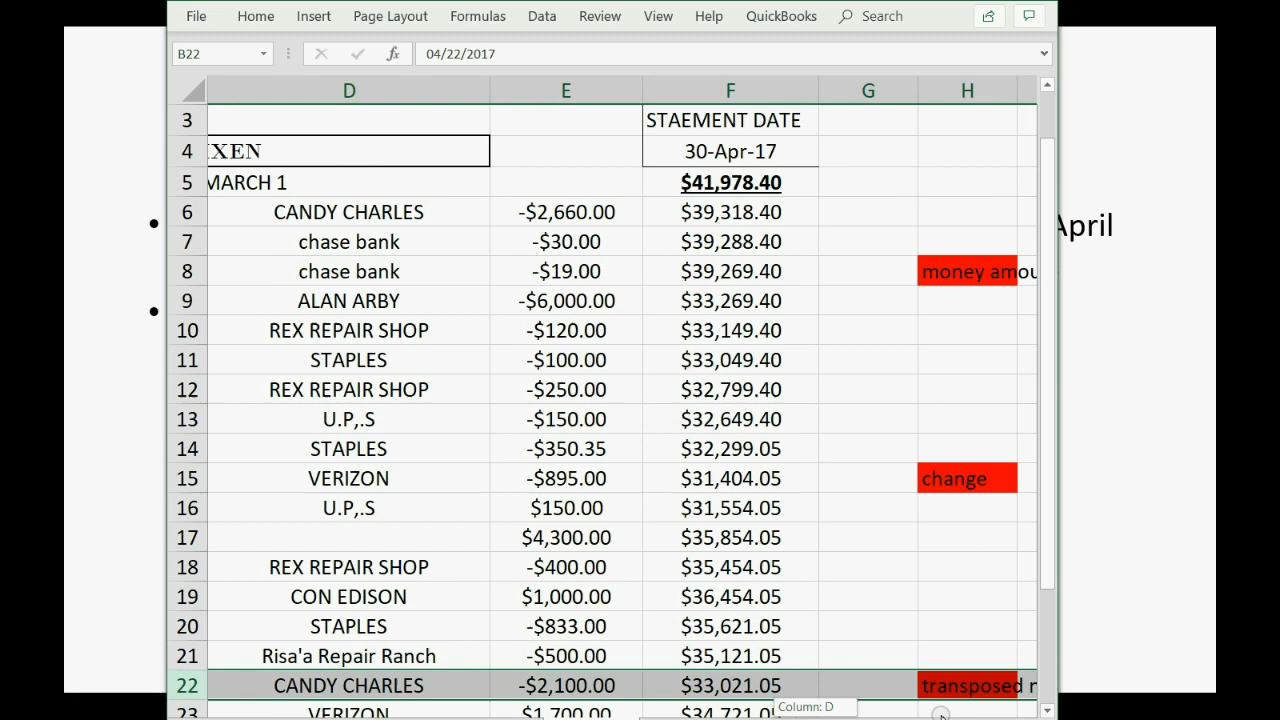 File Home Insert Page Layout Formulas Data Review View Help QuickBooks Search
B22 fx 04/22/2017
D E F G H
3 STAEMENT DATE
4 IXEN 30-Apr-17
5 MARCH 1 $41,978.40
6 CANDY CHARLES -$2,660.00 $39,318.40
April
7 chase bank -$30.00 $39,288.40
8 chase bank -$19.00 $39,269.40 money amou
9 ALAN ARBY -$6,000.00 $33,269.40
10 REX REPAIR SHOP -$120.00 $33,149.40
11 STAPLES -$100.00 $33,049.40
12 REX REPAIR SHOP -$250.00 $32,799.40
13 U.P,.S -$150.00 $32,649.40
14 STAPLES -$350.35 $32,299.05
15 VERIZON -$895.00 $31,404.05 change
16 U.P,.S $150.00 $31,554.05
17 $4,300.00 $35,854.05
18 REX REPAIR SHOP -$400.00 $35,454.05
19 CON EDISON $1,000.00 $36,454.05
20 STAPLES -$833.00 $35,621.05
21 Risa'a Repair Ranch -$500.00 $35,121.05
22 CANDY CHARLES -$2,100.00 $33,021.05 transposed
23 VERIZON $1,700.00 $34,721.05
Column: D